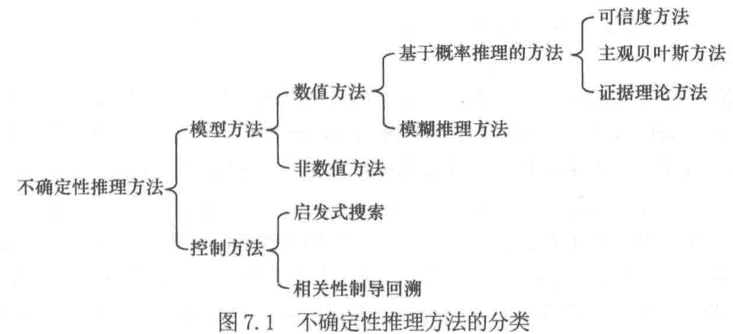 可信度方法
基于概率推理的方法
主观贝叶斯方法
数值方法
证据理论方法
模型方法
模糊推理方法
非数值方法
不确定性推理方法
启发式搜索
控制方法
相关性制导回溯
图7.1 不确定性推理方法的分类